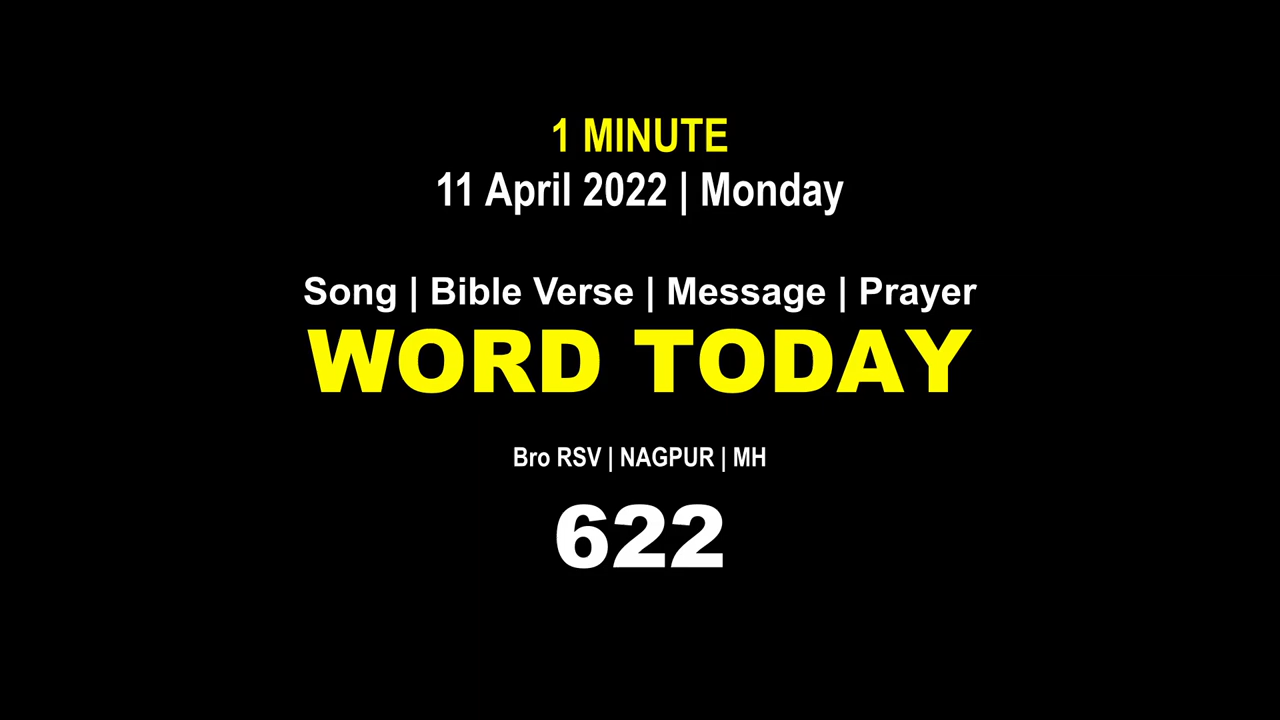 1 MINUTE
11 April 2022 | Monday
Song | Bible Verse | Message | Prayer
WORD TODAY
Bro RSV | NAGPUR | MH
622